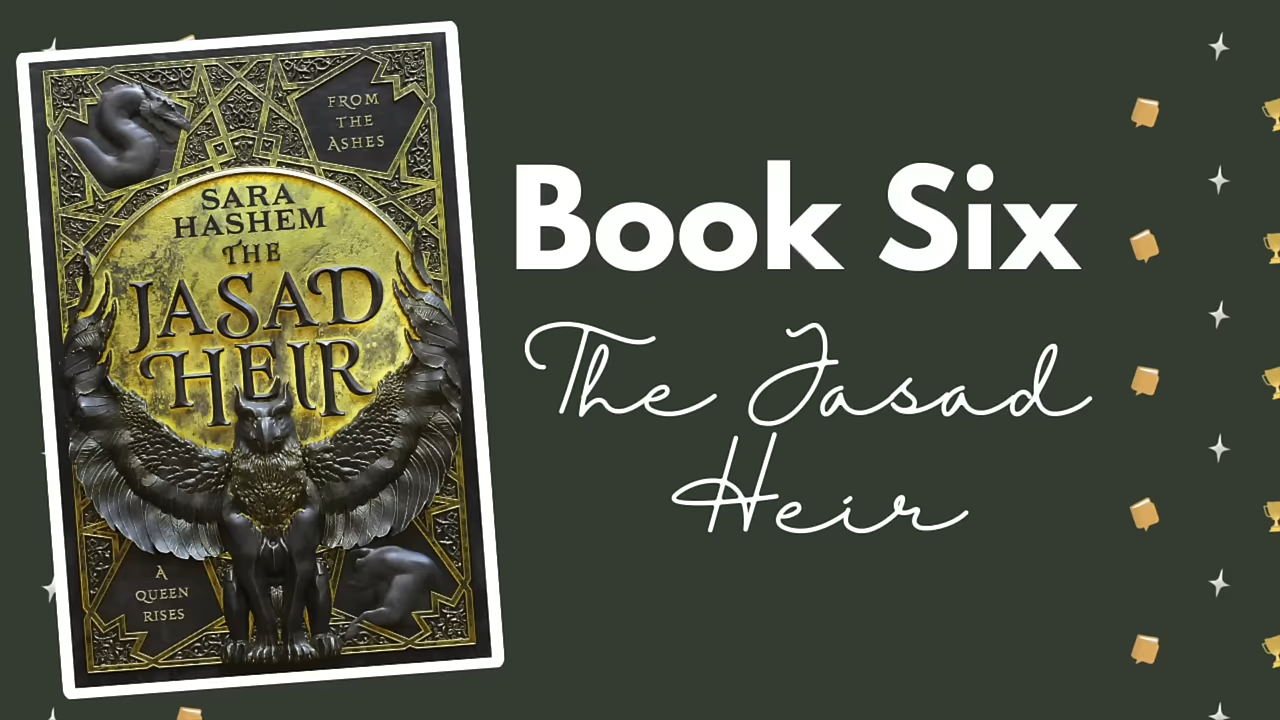 FROM
THE
ASHES
SARA
HASHEM
THE
JASAD
HEIR
A
QUEEN
RISES
Book Six
The Jasad
Heir